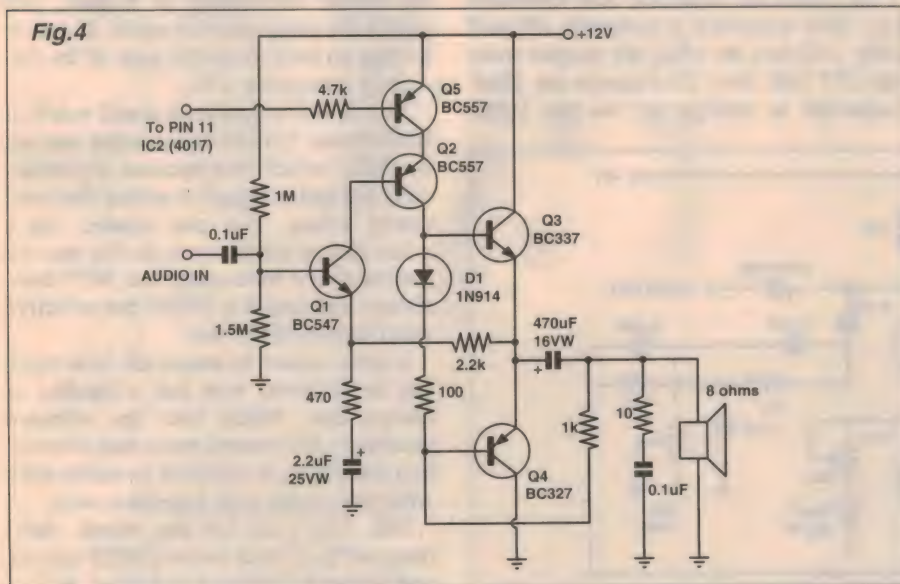 Fig.4
+12V
4.7k
Q5
BC557
To PIN 11
IC2 (4017)
Q2
BC557
1M
Q3
BC337
0.1uF
AUDIO IN
D1
1N914
Q1
BC547
470uF
16VW
+
1.5M
2.2k
8 ohms
470
100
1k
10
+
2.2uF
25VW
Q4
BC327
0.1uF